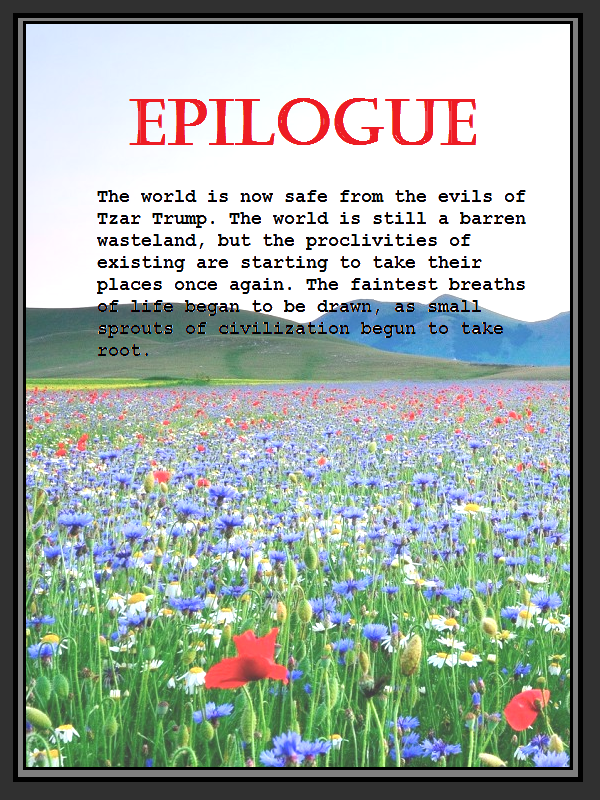 EPILOGUE
The world is now safe from the evils of
Tzar Trump. The world is still a barren
wasteland, but the proclivities of
existing are starting to take their
places once again. The faintest breaths
of life began to be drawn, as small
sprouts of civilization begun to take
root.